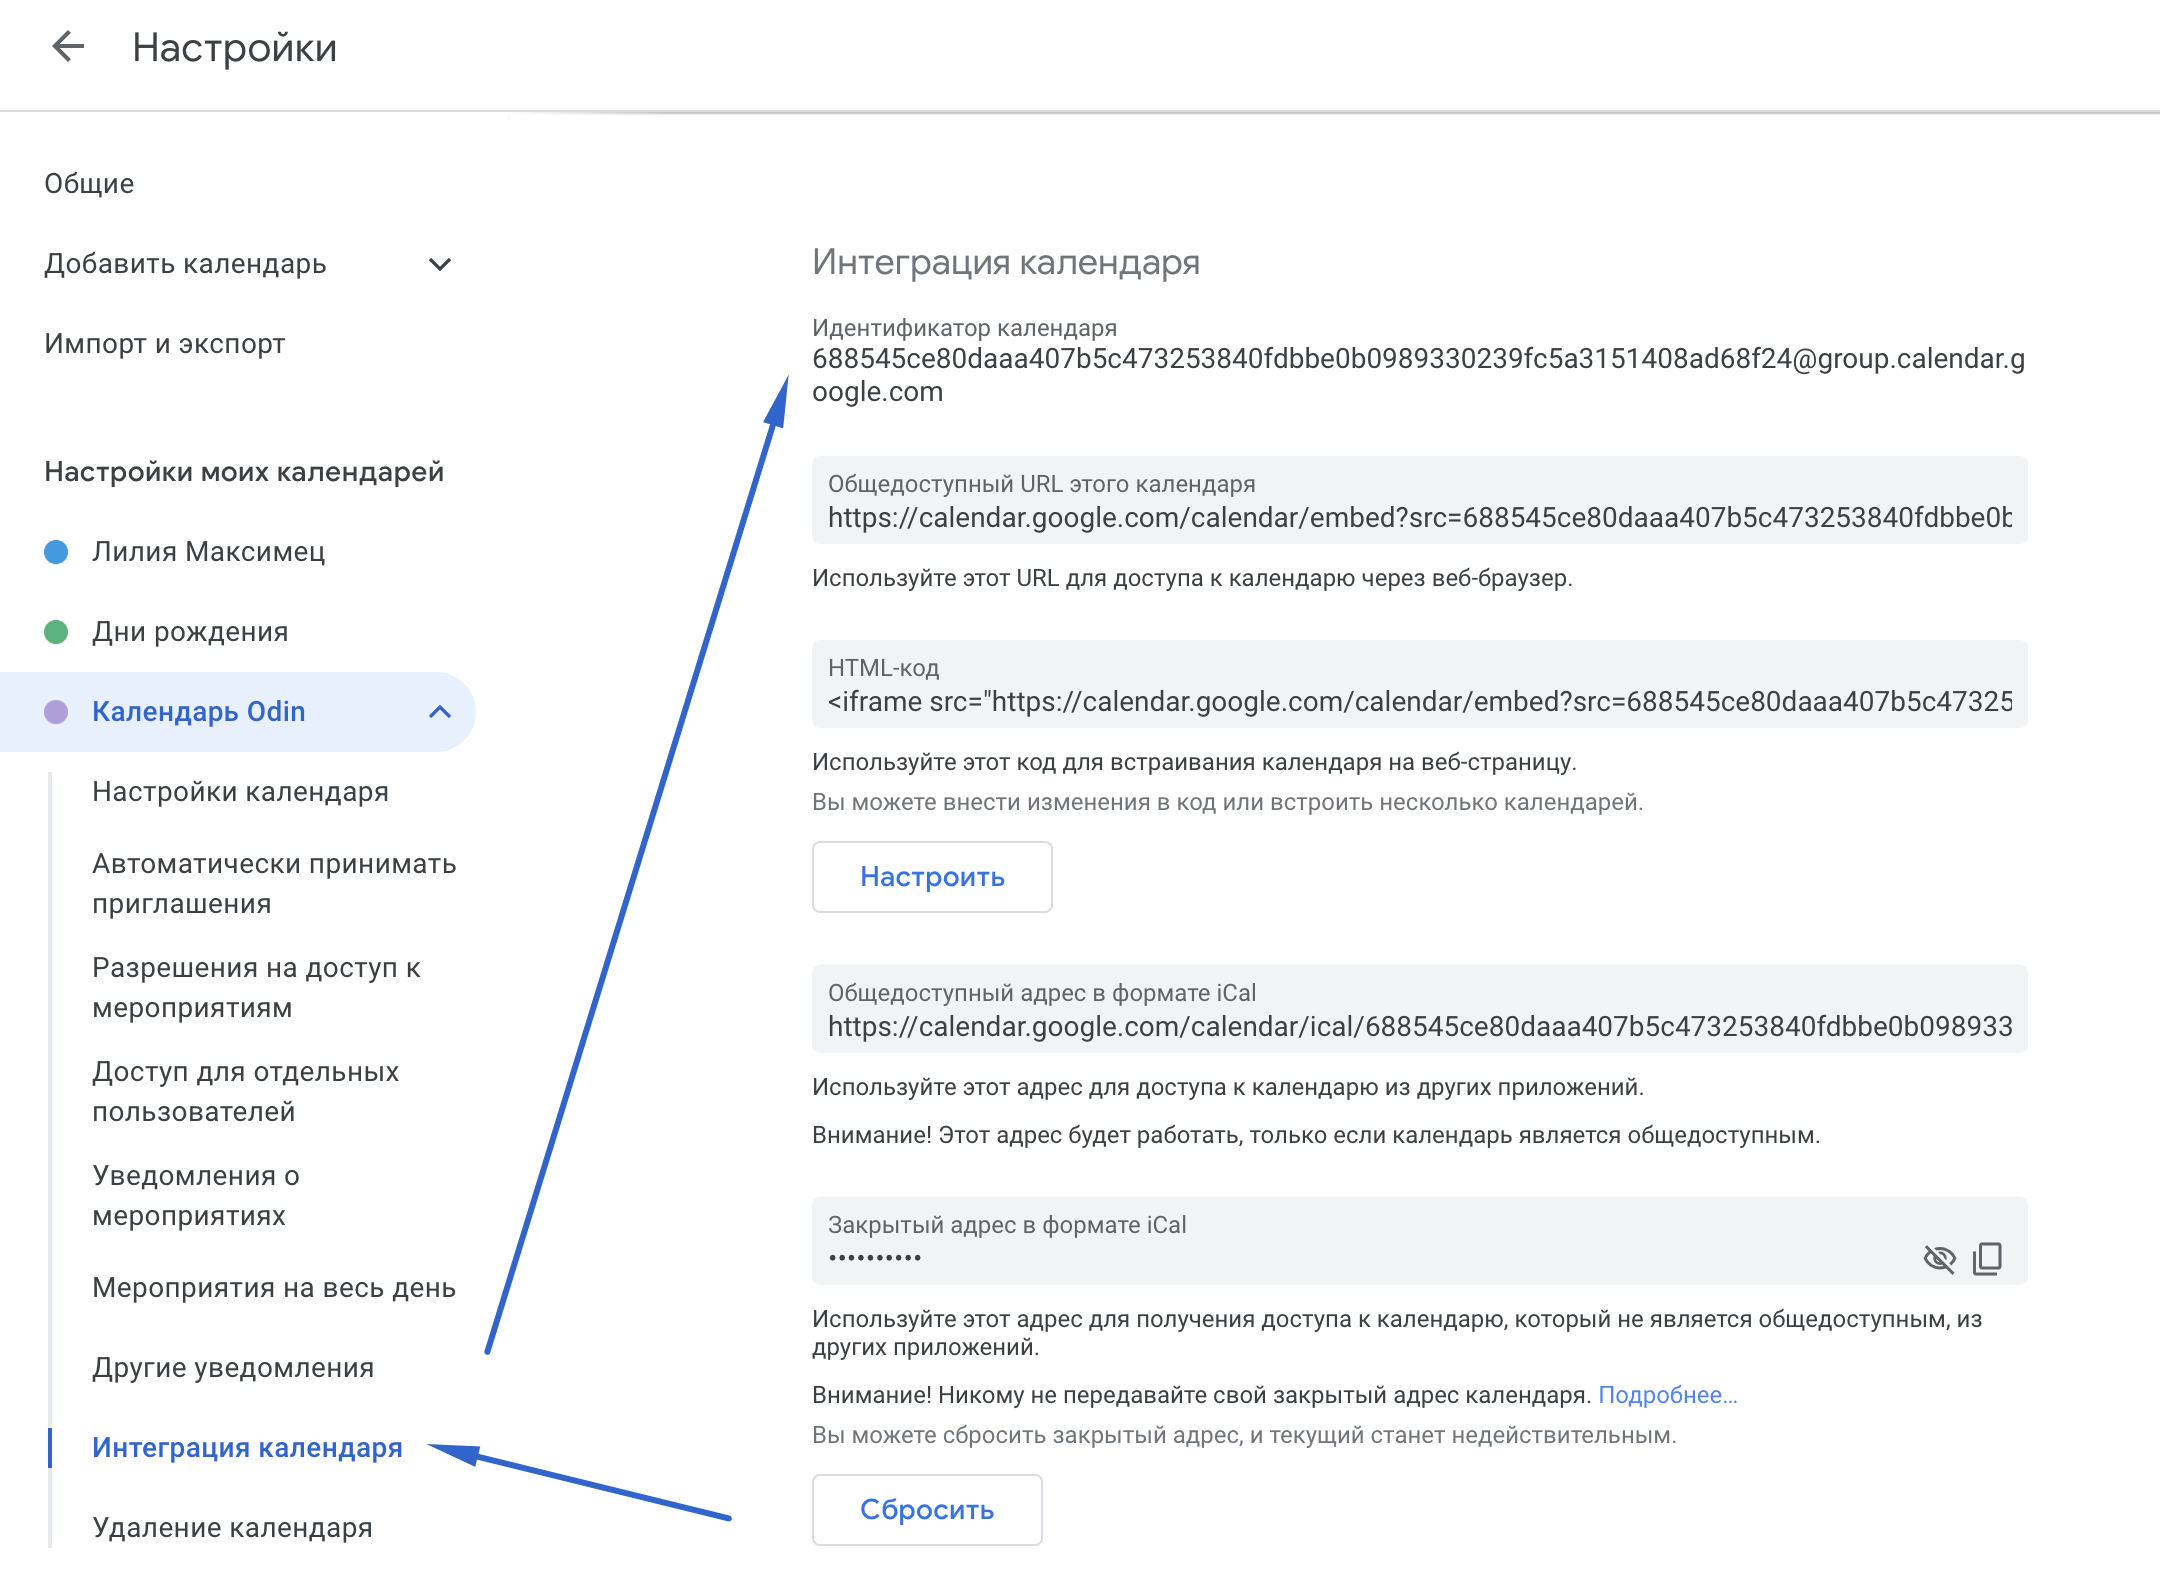 Настройки
Общие
Добавить календарь
Импорт и экспорт
Настройки моих календарей
Лилия Максимец
Дни рождения
Календарь Odin
Настройки календаря
Автоматически принимать
приглашения
Разрешения на доступ к
мероприятиям
Доступ для отдельных
пользователей
Уведомления о
мероприятиях
Мероприятия на весь день
Другие уведомления
Интеграция календаря
Удаление календаря
Интеграция календаря
Идентификатор календаря
688545ce80daaa407b5c473253840fdbbe0b0989330239fc5a3151408ad68f24@group.calendar.g
oogle.com
Общедоступный URL этого календаря
https://calendar.google.com/calendar/embed?src=688545ce80daaa407b5c473253840fdbbe0b
Используйте этот URL для доступа к календарю через веб-браузер.
HTML-код
<iframe src="https://calendar.google.com/calendar/embed?src=688545ce80daaa407b5c47325
Используйте этот код для встраивания календаря на веб-страницу.
Вы можете внести изменения в код или встроить несколько календарей.
Настроить
Общедоступный адрес в формате iCal
https://calendar.google.com/calendar/ical/688545ce80daaa407b5c473253840fdbbe0b098933
Используйте этот адрес для доступа к календарю из других приложений.
Внимание! Этот адрес будет работать, только если календарь является общедоступным.
Закрытый адрес в формате iCal
••••••••••
Используйте этот адрес для получения доступа к календарю, который не является общедоступным, из
других приложений.
Внимание! Никому не передавайте свой закрытый адрес календаря. Подробнее…
Вы можете сбросить закрытый адрес, и текущий станет недействительным.
Сбросить